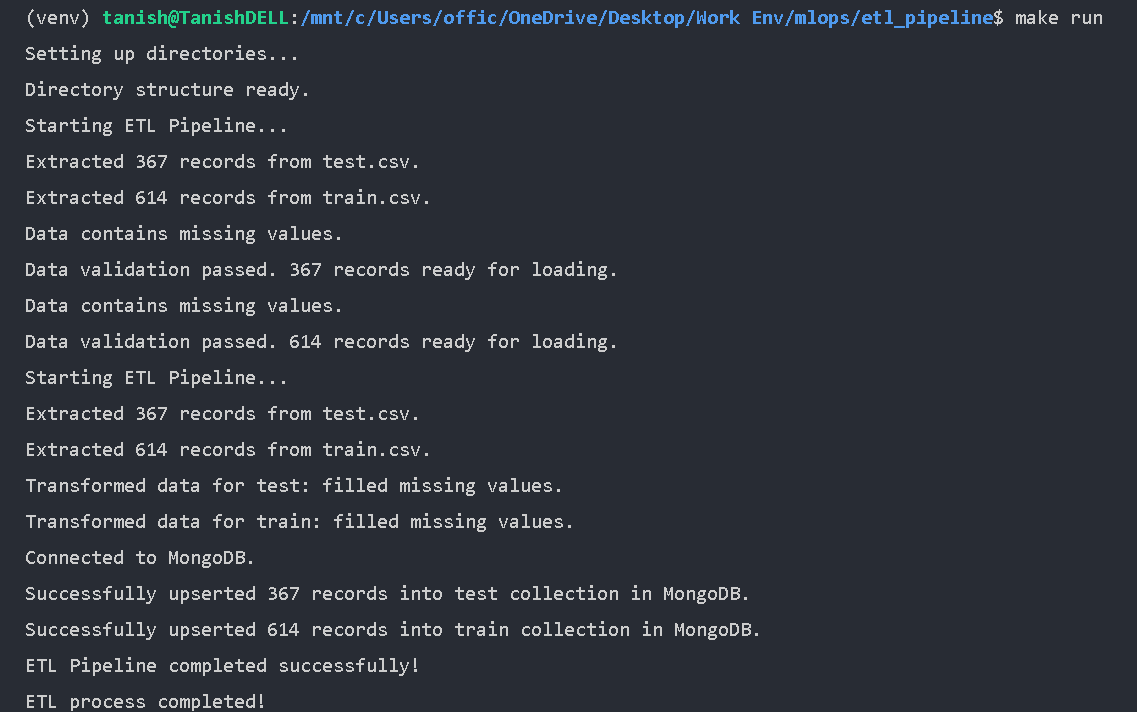 (venv) tanish@TanishDELL:/mnt/c/Users/offic/OneDrive/Desktop/Work Env/mlops/etl_pipeline$ make run
Setting up directories...
Directory structure ready.
Starting ETL Pipeline...
Extracted 367 records from test.csv.
Extracted 614 records from train.csv.
Data contains missing values.
Data validation passed. 367 records ready for loading.
Data contains missing values.
Data validation passed. 614 records ready for loading.
Starting ETL Pipeline...
Extracted 367 records from test.csv.
Extracted 614 records from train.csv.
Transformed data for test: filled missing values.
Transformed data for train: filled missing values.
Connected to MongoDB.
Successfully upserted 367 records into test collection in MongoDB.
Successfully upserted 614 records into train collection in MongoDB.
ETL Pipeline completed successfully!
ETL process completed!